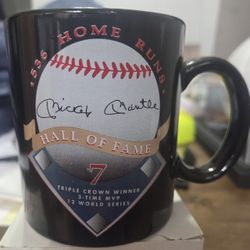 536 HOME RUNS
Mickey Mantle
HALL OF FAME
7
TRIPLE CROWN WINNER
3-TIME MVP
12 WORLD SERIES